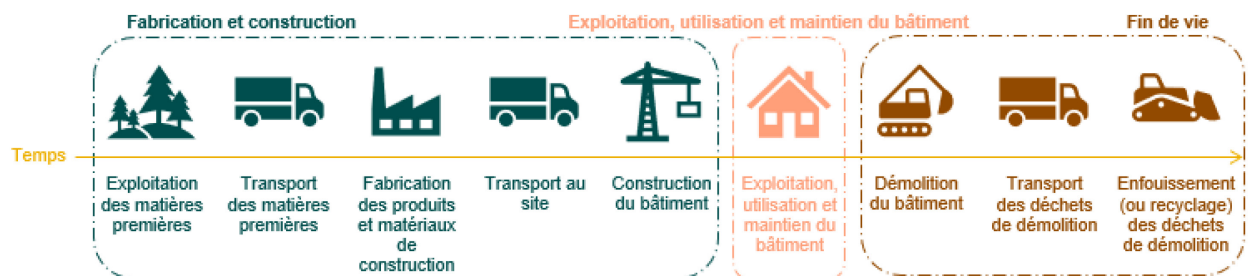 Fabrication et construction
Exploitation, utilisation et maintien du bâtiment
Fin de vie
Temps
Exploitation
des matières
premières
Transport
des matières
premières
Fabrication
des produits
et matériaux
de
construction
Transport au
site
Construction
du bâtiment
Exploitation,
utilisation et
maintien du
bâtiment
Démolition
du bâtiment
Transport
des déchets
de démolition
Enfouissement
(ou recyclage)
des déchets
de démolition